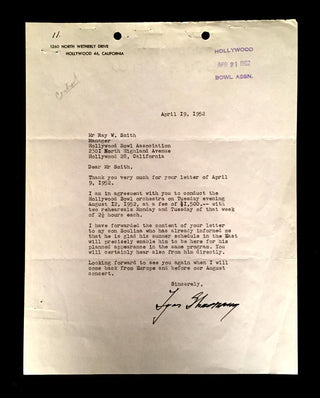 11
1260 NORTH WETHERLY DRIVE
HOLLYWOOD 46, CALIFORNIA
HOLLYWOOD
APR 21 1952
BOWL ASSN.
April 19, 1952
Mr Ray W. Smith
Manager
Hollywood Bowl Association
2301 North Highland Avenue
Hollywood 28, California
Dear Mr Smith,
Thank you very much for your letter of April
9, 1952.
I am in agreement with you to conduct the
Hollywood Bowl orchestra on Tuesday evening
August 12, 1952, at a fee of $1,500.-- with
two rehearsals Monday and Tuesday of that week
of 2½ hours each.
I have forwarded the content of your letter
to my son Soulima who has already informed me
that he is glad his summer schedule in the East
will precisely enable him to be here for his
planned appearance in the same program. You
will certainly hear also from him directly.
Looking forward to see you again when I will
come back from Europe and before our August
concert.
Sincerely,
Igor Stravinsky